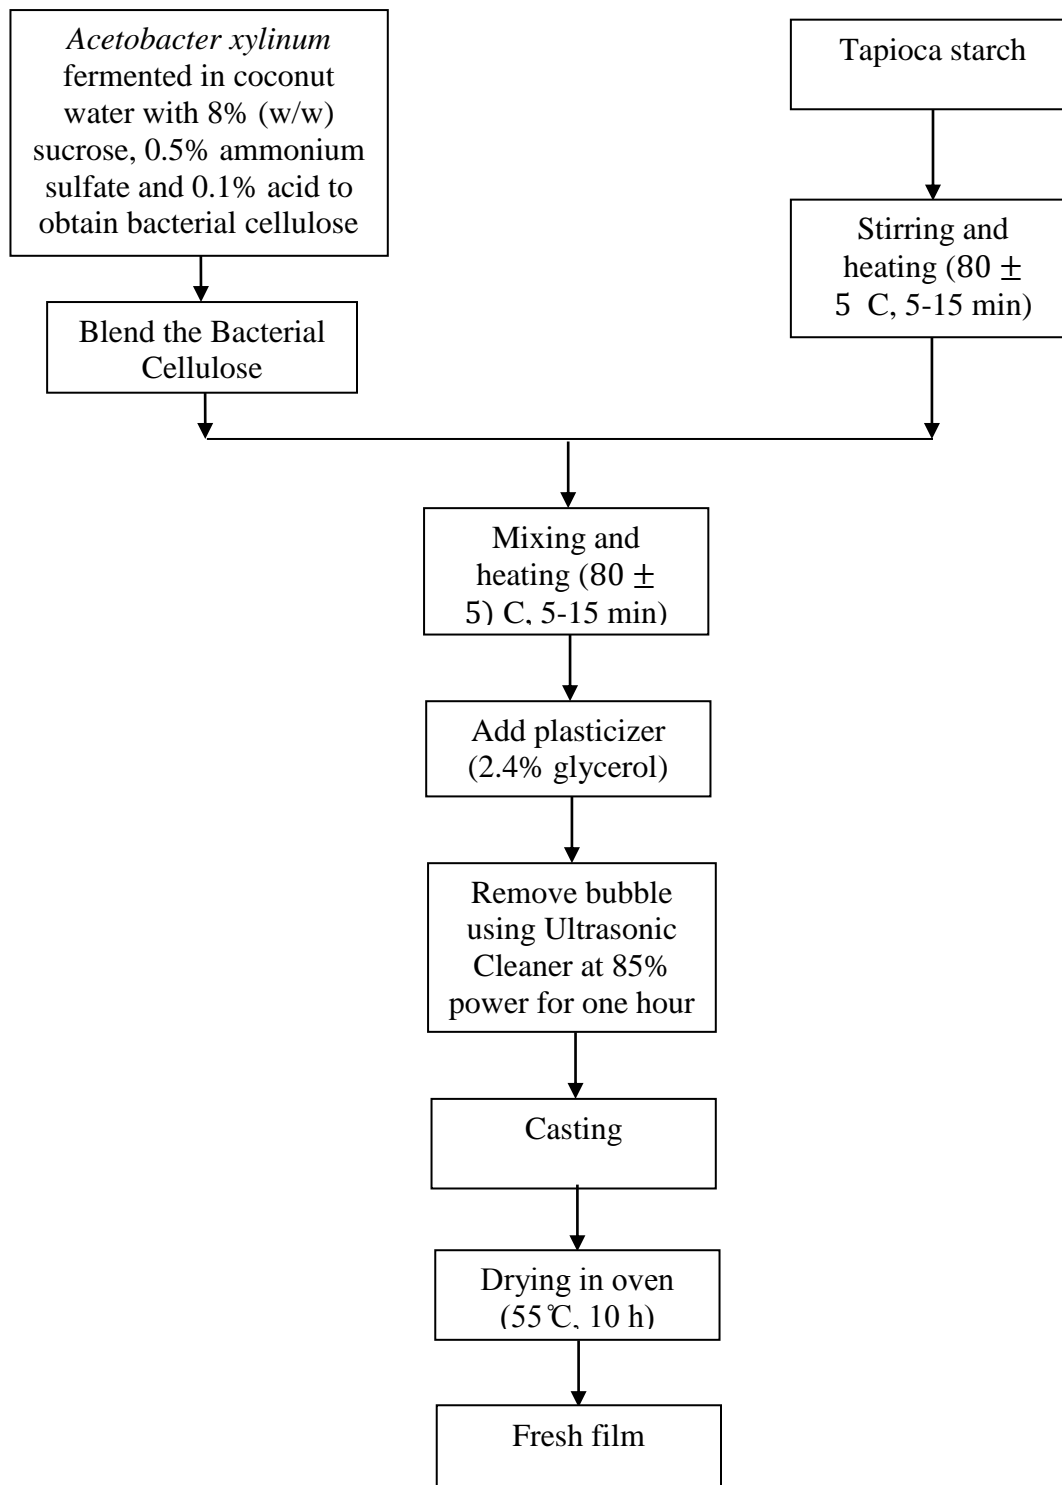 Acetobacter xylinum
fermented in coconut
water with 8% (w/w)
sucrose, 0.5% ammonium
sulfate and 0.1% acid to
obtain bacterial cellulose
Blend the Bacterial
Cellulose
Tapioca starch
Stirring and
heating (80 ±
5 C, 5-15 min)
Mixing and
heating (80 ±
5) C, 5-15 min)
Add plasticizer
(2.4% glycerol)
Remove bubble
using Ultrasonic
Cleaner at 85%
power for one hour
Casting
Drying in oven
(55℃, 10 h)
Fresh film